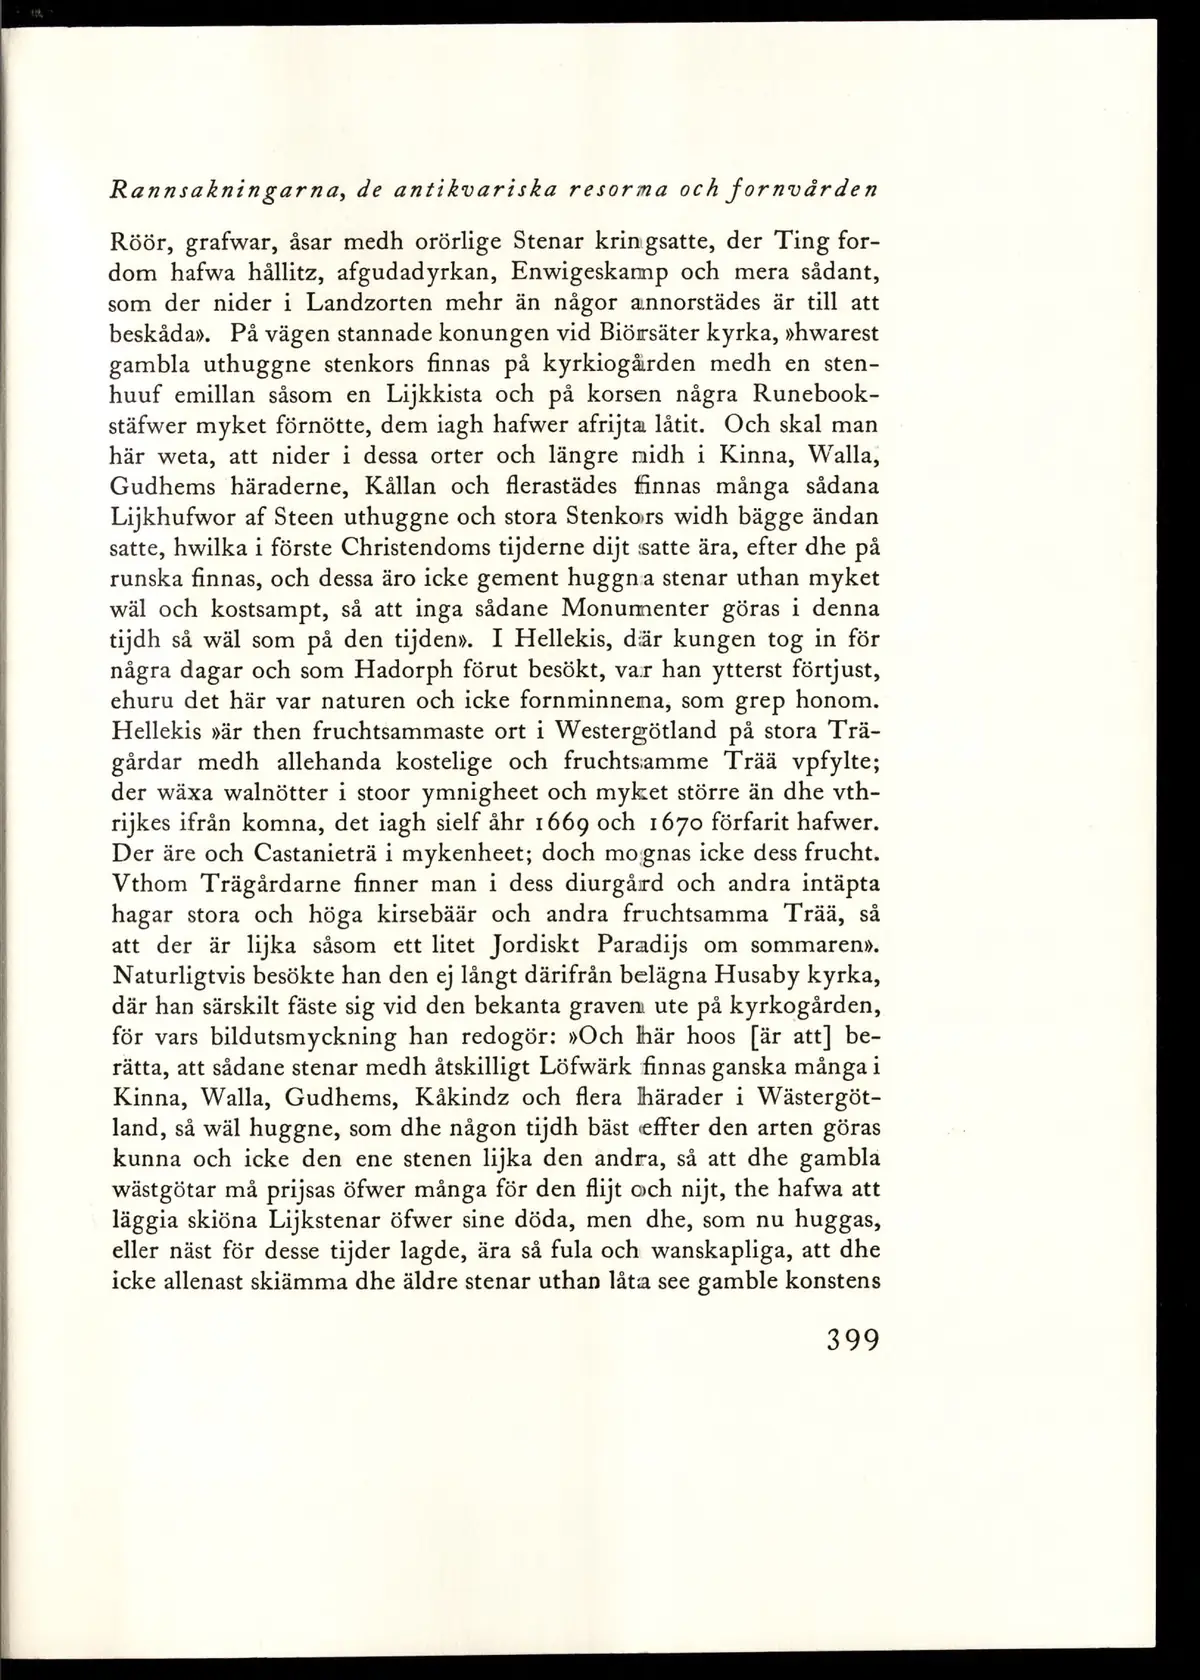 Rannsakningarna, de antikvariska resorna och fornvården
Röör, grafwar, åsar medh orörlige Stenar kringsatte, der Ting for-
dom hafwa hållitz, afgudadyrkan, Enwigeskamp och mera sådant,
som der nider i Landzorten mehr än någor annorstädes är till att
beskåda». På vägen stannade konungen vid Biörsäter kyrka, »hwarest
gambla uthuggne stenkors finnas på kyrkiogården medh en sten-
huuf emillan såsom en Lijkkista och på korsen några Runebook-
stäfwer myket förnötte, dem iagh hafwer afrijta låtit. Och skal man
här weta, att nider i dessa orter och längre nidh i Kinna, Walla,
Gudhems häraderne, Kållan och flerastädes finnas många sådana
Lijkhufwor af Steen uthuggne och stora Stenkors widh bägge ändan
satte, hwilka i förste Christendoms tijderne dijt satte ära, efter dhe på
runska finnas, och dessa äro icke gement huggna stenar uthan myket
wäl och kostsampt, så att inga sådane Monumenter göras i denna
tijdh så wäl som på den tijden». I Hellekis, där kungen tog in för
några dagar och som Hadorph förut besökt, var han ytterst förtjust,
ehuru det här var naturen och icke fornminnena, som grep honom.
Hellekis »är then fruchtsammaste ort i Westergötland på stora Trä-
gårdar medh allehanda kostelige och fruchtsamme Trää vpfylte;
der wäxa walnötter i stoor ymnigheet och myket större än dhe vth-
rijkes ifrån komna, det iagh sielf åhr 1669 och 1670 förfarit hafwer.
Der äre och Castanieträ i mykenheet; doch mognas icke dess frucht.
Vthom Trägårdarne finner man i dess diurgård och andra intäpta
hagar stora och höga kirsebäär och andra fruchtsamma Trää, så
att der är lijka såsom ett litet Jordiskt Paradijs om sommaren».
Naturligtvis besökte han den ej långt därifrån belägna Husaby kyrka,
där han särskilt fäste sig vid den bekanta graven ute på kyrkogården,
för vars bildutsmyckning han redogör: »Och här hoos [är att] be-
rätta, att sådane stenar medh åtskilligt Löfwärk finnas ganska många i
Kinna, Walla, Gudhems, Kåkindz och flera härader i Wästergöt-
land, så wäl huggne, som dhe någon tijdh bäst effter den arten göras
kunna och icke den ene stenen lijka den andra, så att dhe gambla
wästgötar må prijsas öfwer många för den flijt och nijt, the hafwa att
läggia skiöna Lijkstenar öfwer sine döda, men dhe, som nu huggas,
eller näst för desse tijder lagde, ära så fula och wanskapliga, att dhe
icke allenast skiämma dhe äldre stenar uthan låta see gamble konstens
399